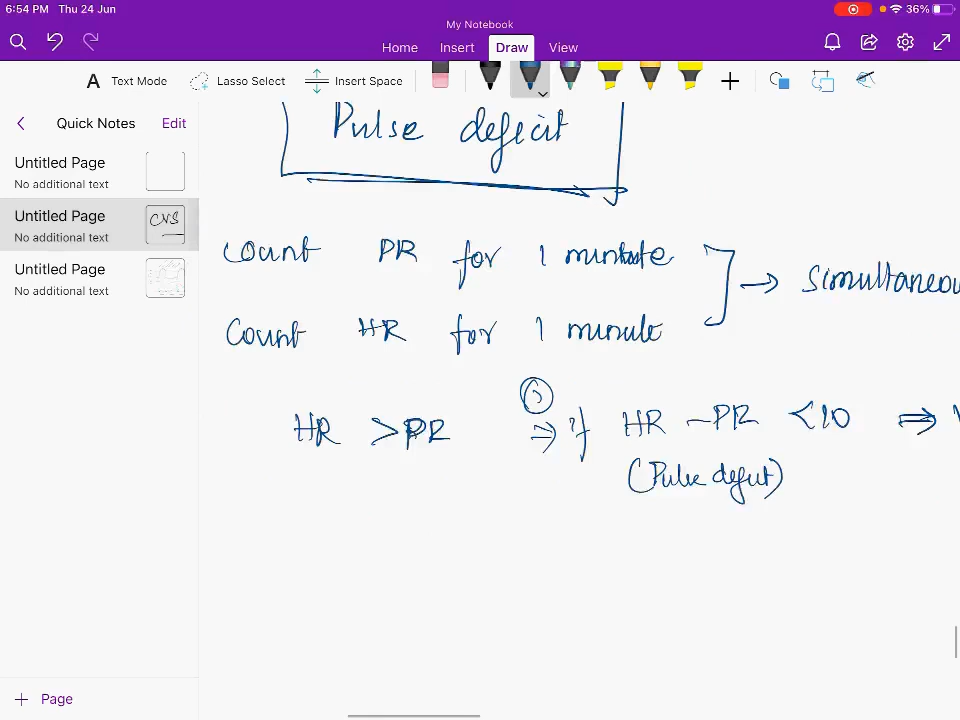 6:54 PM Thu 24 Jun
36%
My Notebook
Home Insert Draw View
A Text Mode Lasso Select Insert Space
Quick Notes Edit
Untitled Page
No additional text
Untitled Page
No additional text
CNS
Untitled Page
No additional text
Page
Pulse deficit
Count PR for 1 minute
→ simultaneou
Count HR for 1 minute
HR > PR ⇒ if HR - PR < 10 ⇒
(Pulse deficit)